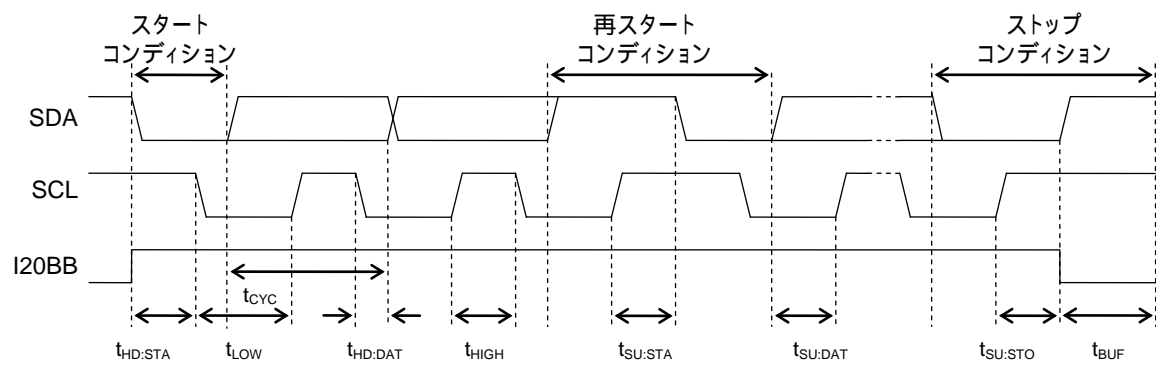 スタート
コンディション
再スタート
コンディション
ストップ
コンディション
SDA
SCL
I20BB
tCYC
tHD:STA
tLOW
tHD:DAT
tHIGH
tSU:STA
tSU:DAT
tSU:STO
tBUF